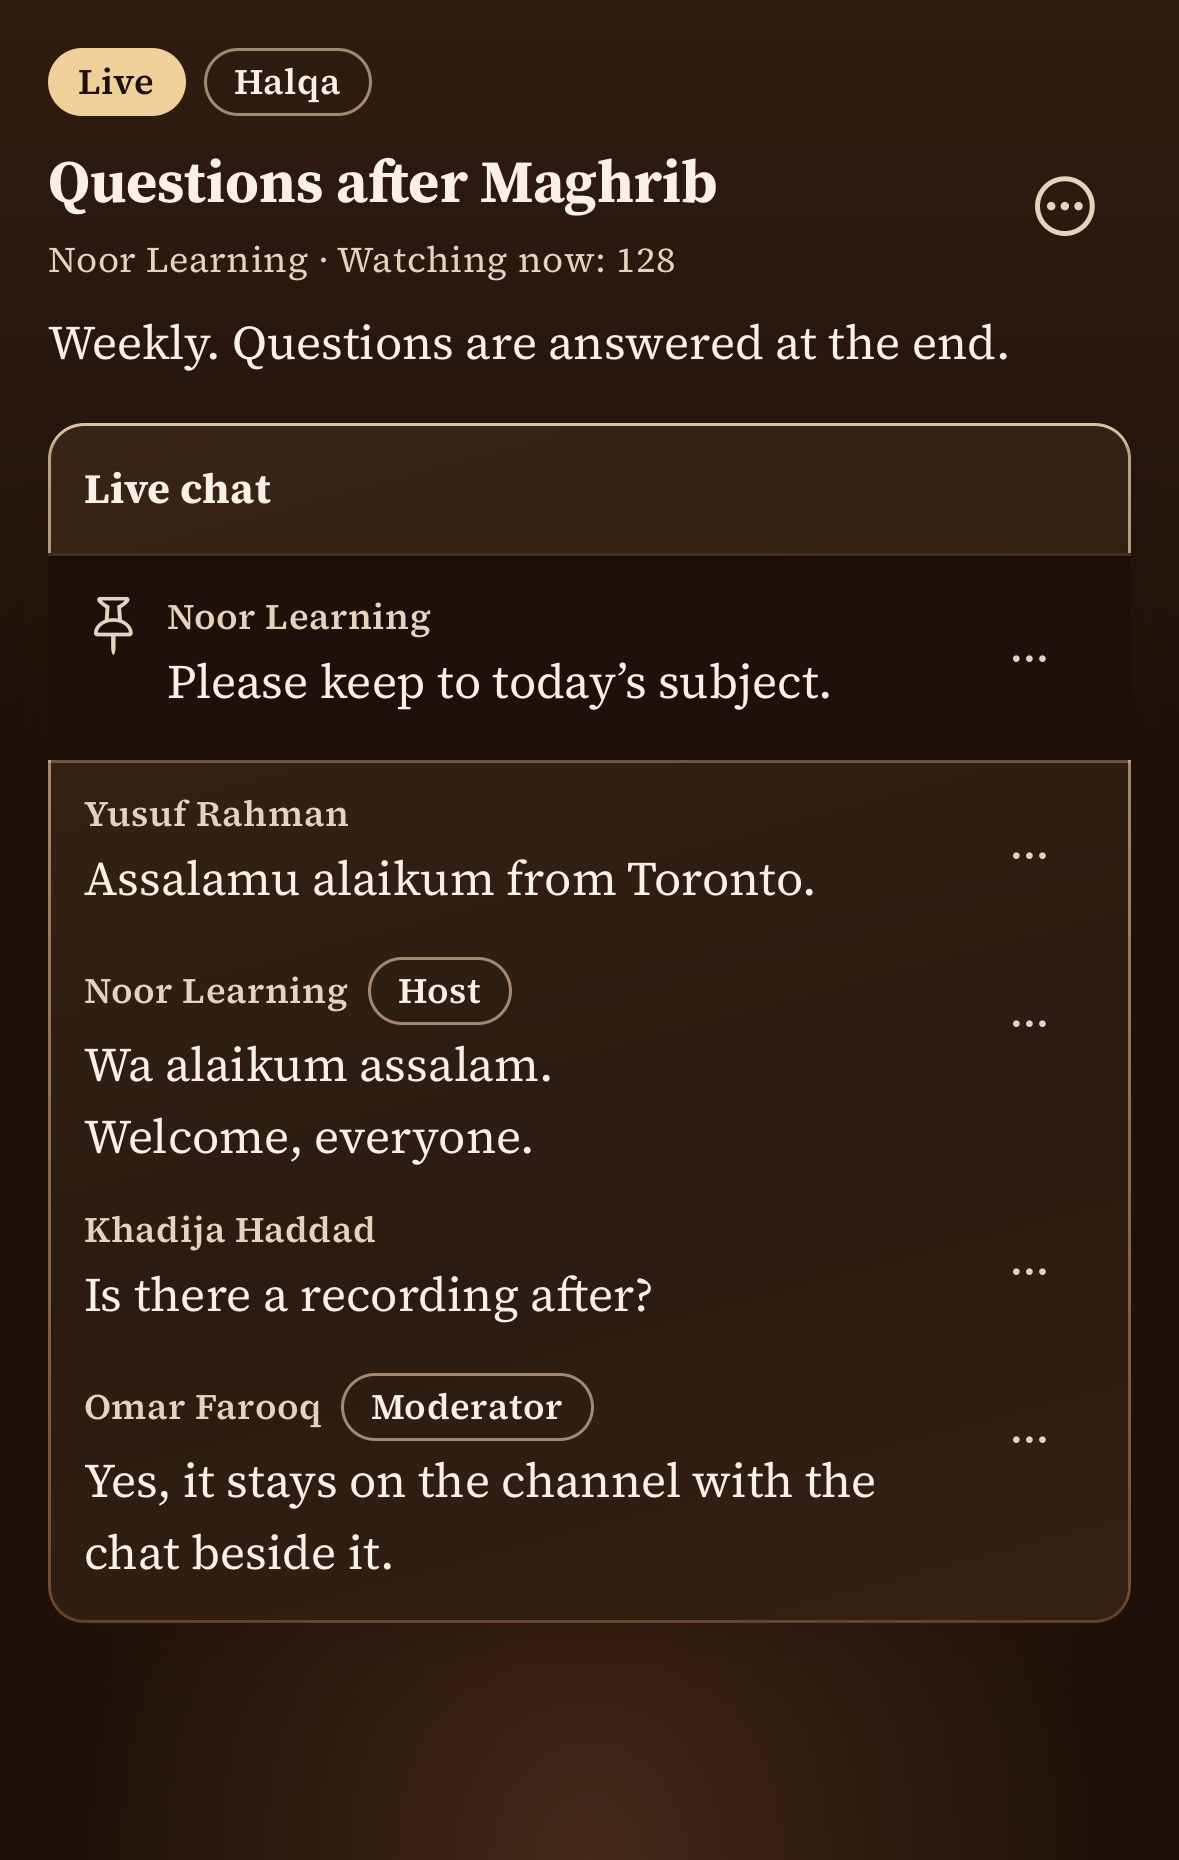 Live Halqa
Questions after Maghrib
Noor Learning · Watching now: 128
Weekly. Questions are answered at the end.
Live chat
Noor Learning
Please keep to today’s subject.
Yusuf Rahman
Assalamu alaikum from Toronto.
Noor Learning Host
Wa alaikum assalam.
Welcome, everyone.
Khadija Haddad
Is there a recording after?
Omar Farooq Moderator
Yes, it stays on the channel with the
chat beside it.